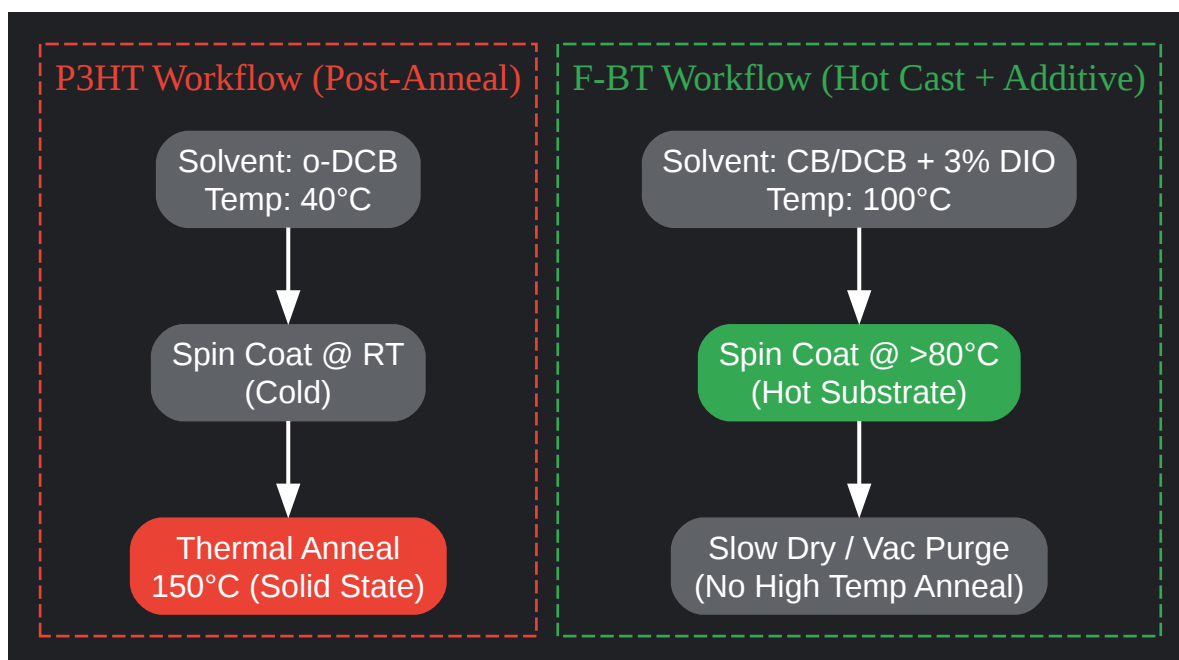 P3HT Workflow (Post-Anneal)
Solvent: o-DCB
Temp: 40°C
Spin Coat @ RT
(Cold)
Thermal Anneal
150°C (Solid State)
F-BT Workflow (Hot Cast + Additive)
Solvent: CB/DCB + 3% DIO
Temp: 100°C
Spin Coat @ >80°C
(Hot Substrate)
Slow Dry / Vac Purge
(No High Temp Anneal)